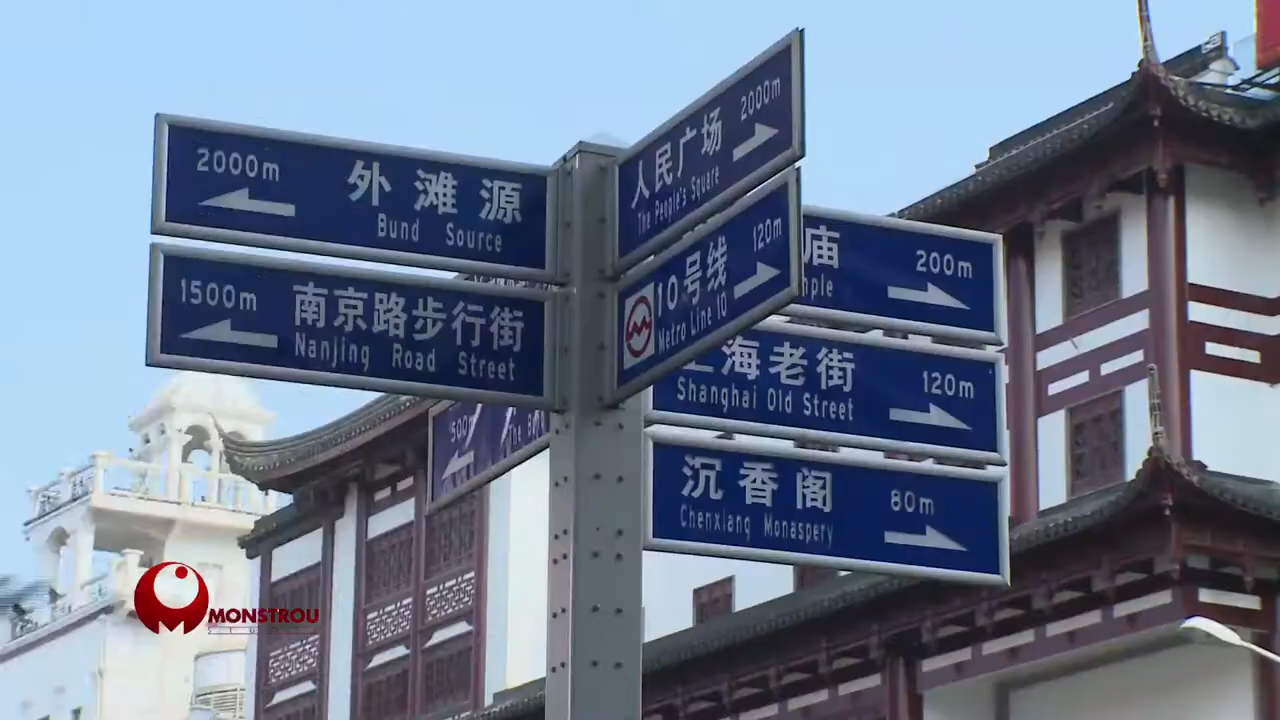 2000m
外滩源
Bund Source
1500m
南京路步行街
Nanjing Road Street
人民广场
2000m
The People's Square
10号线
120m
Metro Line 10
庙
200m
海老街
120m
Shanghai Old Street
沉香阁
80m
Chenxiang Monaspery
500m
The
MONSTROU